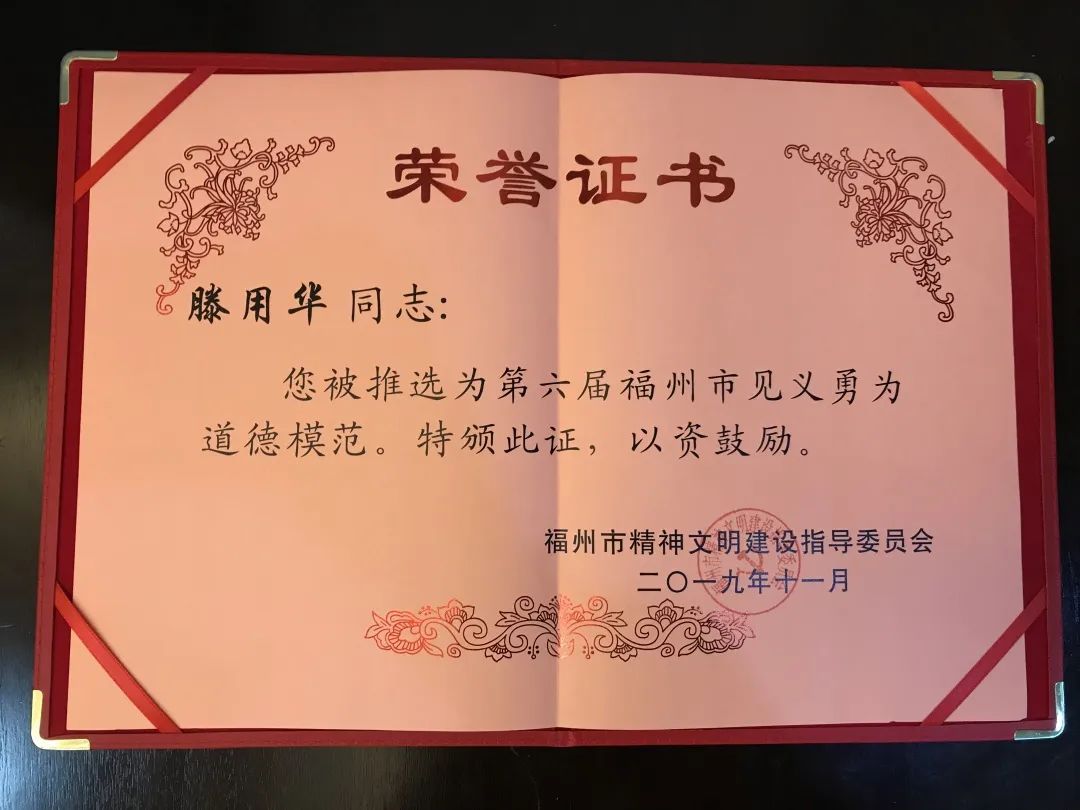 荣誉证书
滕用华 同志:
您被推选为第六届福州市见义勇为
道德模范。特颁此证，以资鼓励。
福州市精神文明建设指导委员会
二〇一九年十一月